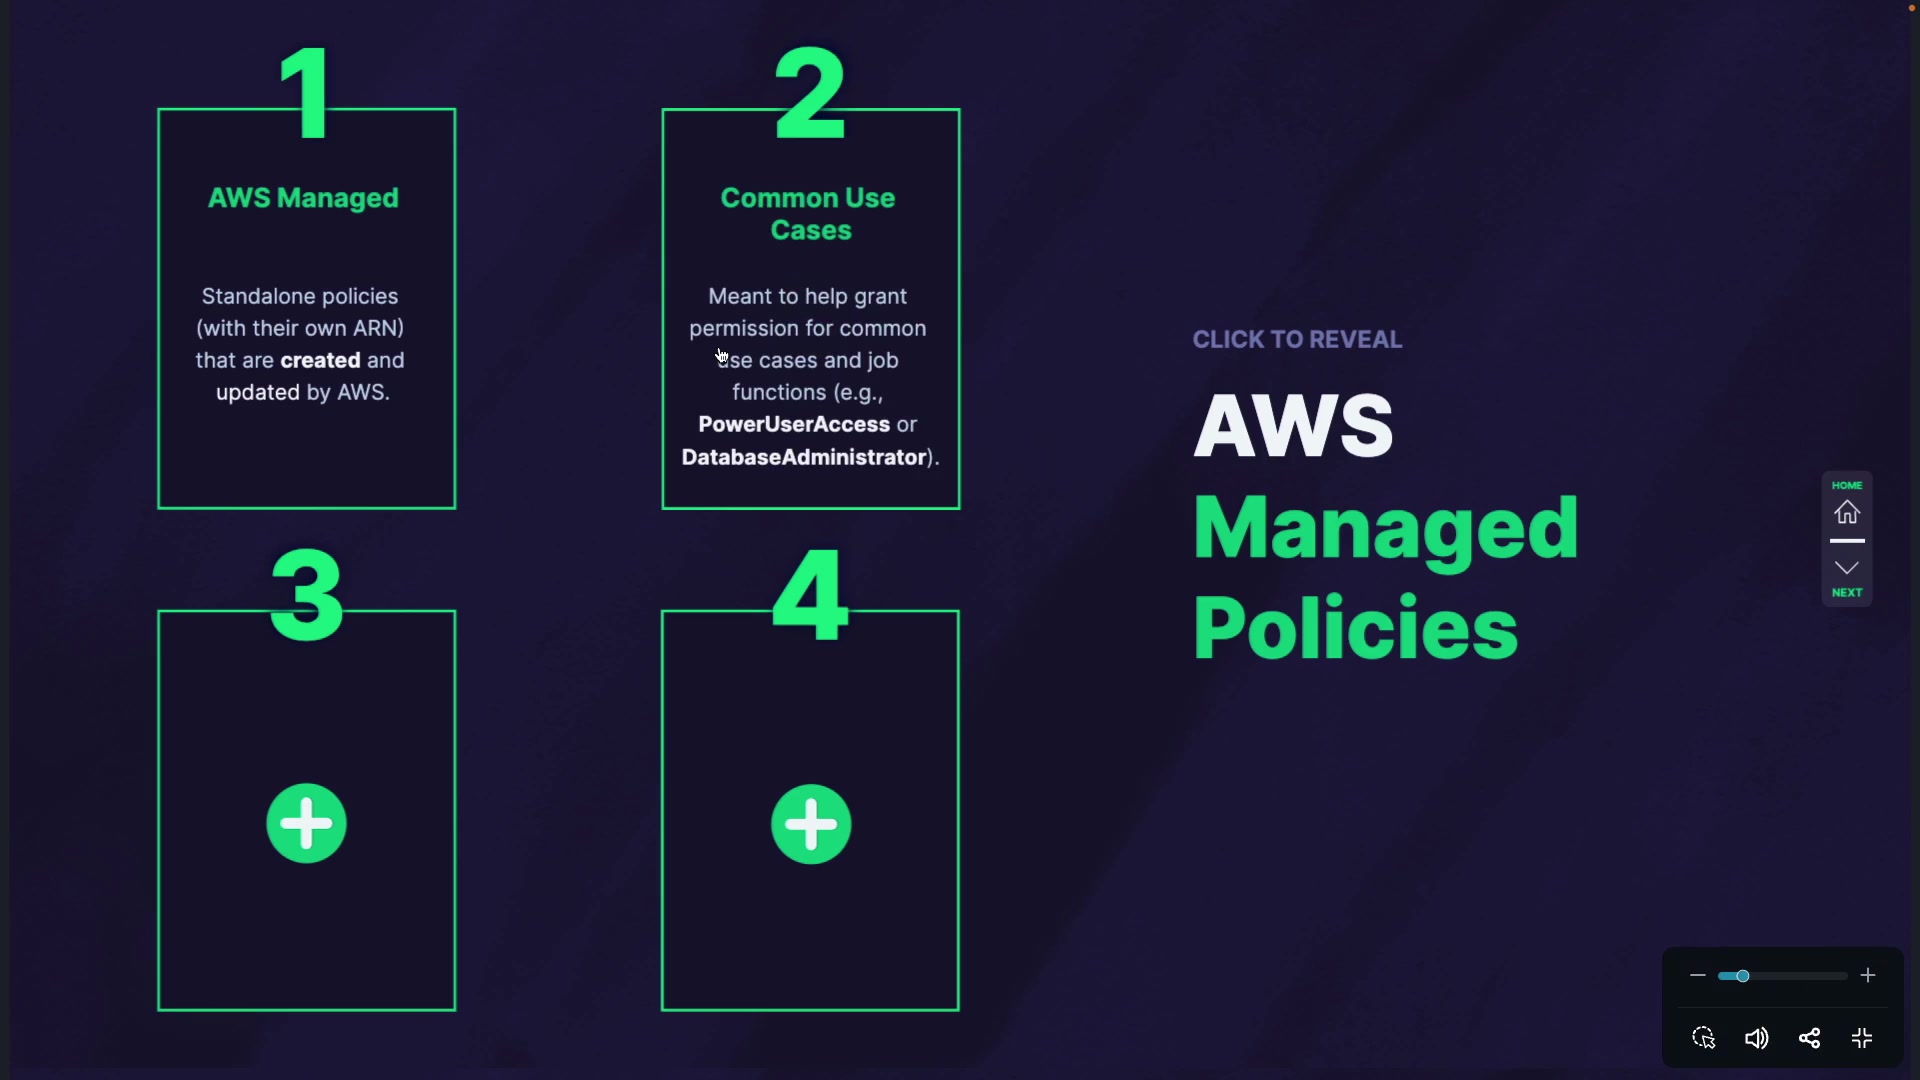 1
AWS Managed
Standalone policies
(with their own ARN)
that are created and
updated by AWS.
2
Common Use
Cases
Meant to help grant
permission for common
use cases and job
functions (e.g.,
PowerUserAccess or
DatabaseAdministrator).
3
4
CLICK TO REVEAL
AWS
Managed
Policies
HOME
NEXT